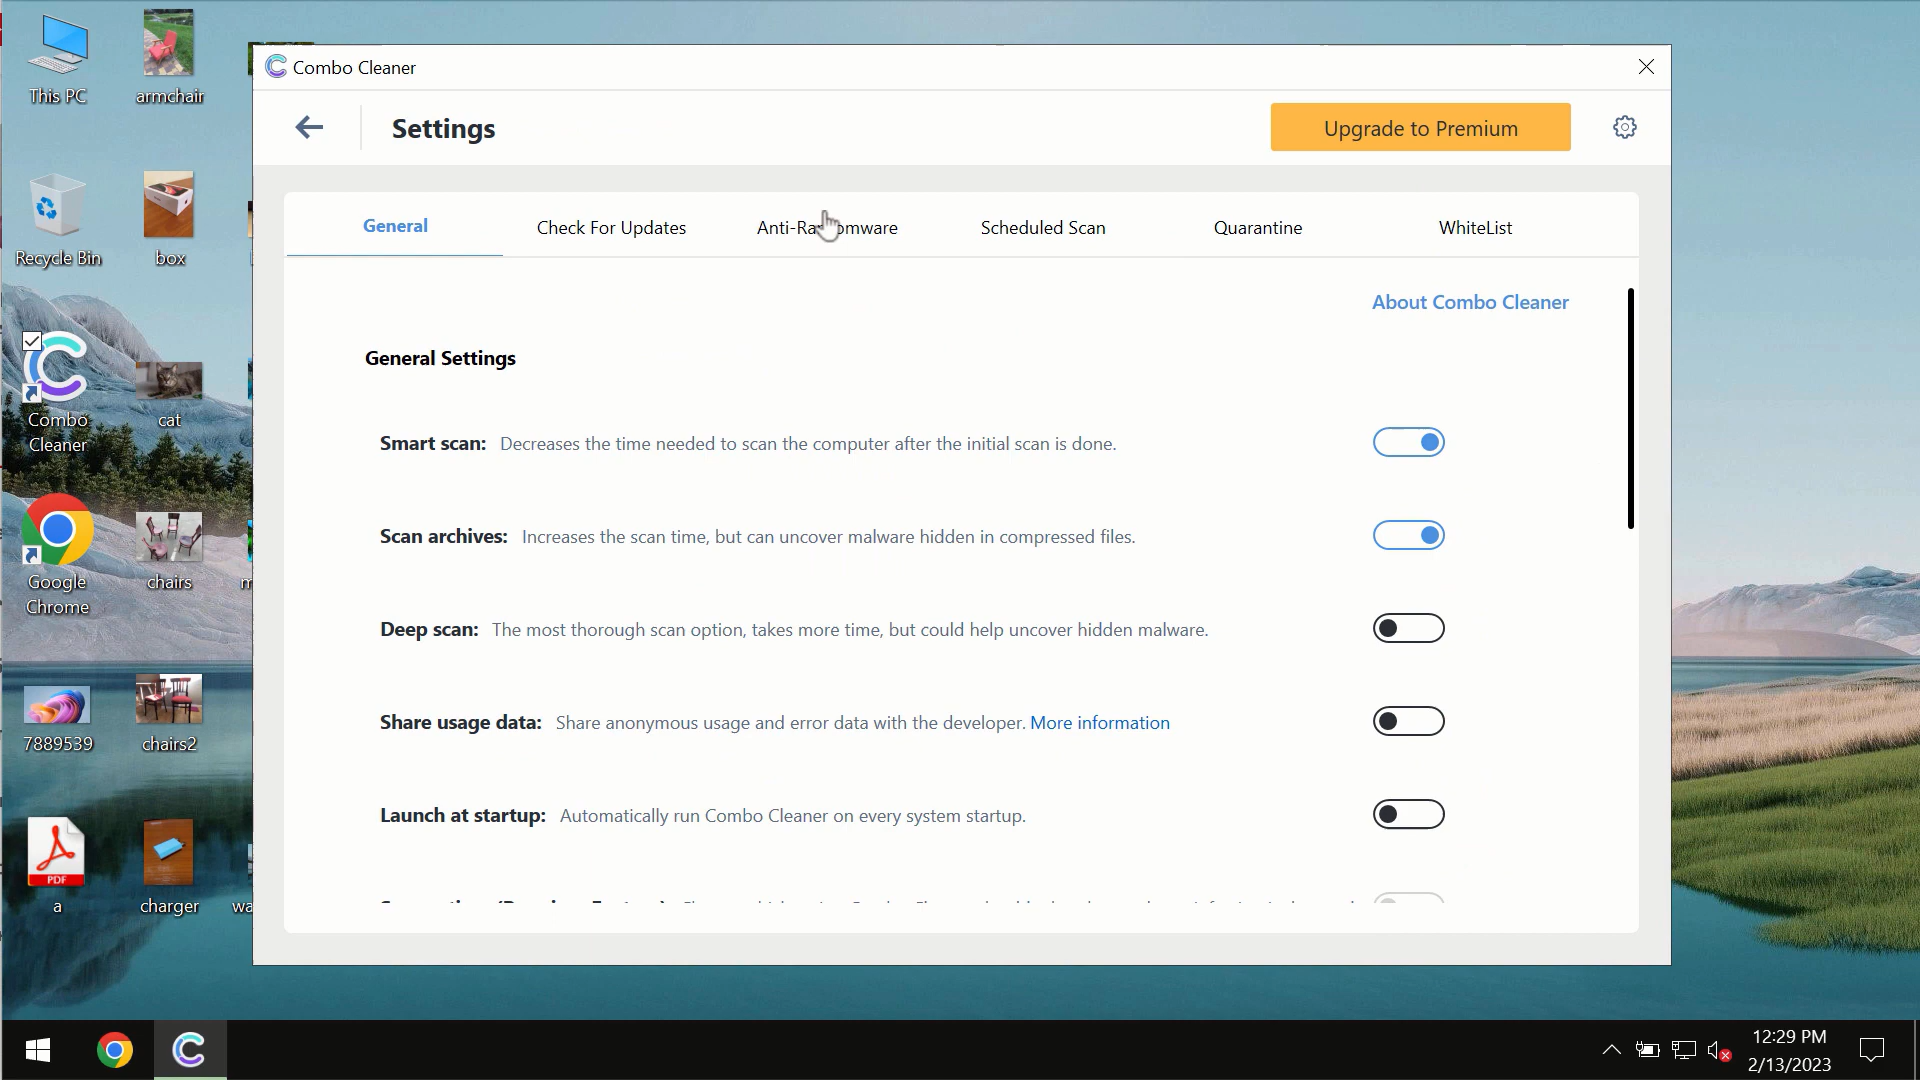 This PC
armchair
Recycle Bin
box
Combo
Cleaner
cat
Google
Chrome
chairs
7889539
chairs2
PDF
a
charger
wa
Combo Cleaner
Settings
Upgrade to Premium
General
Check For Updates
Scheduled Scan
Quarantine
WhiteList
About Combo Cleaner
General Settings
Smart scan: Decreases the time needed to scan the computer after the initial scan is done.
Scan archives: Increases the scan time, but can uncover malware hidden in compressed files.
Deep scan: The most thorough scan option, takes more time, but could help uncover hidden malware.
Share usage data: Share anonymous usage and error data with the developer. More information
Launch at startup: Automatically run Combo Cleaner on every system startup.
12:29 PM
2/13/2023